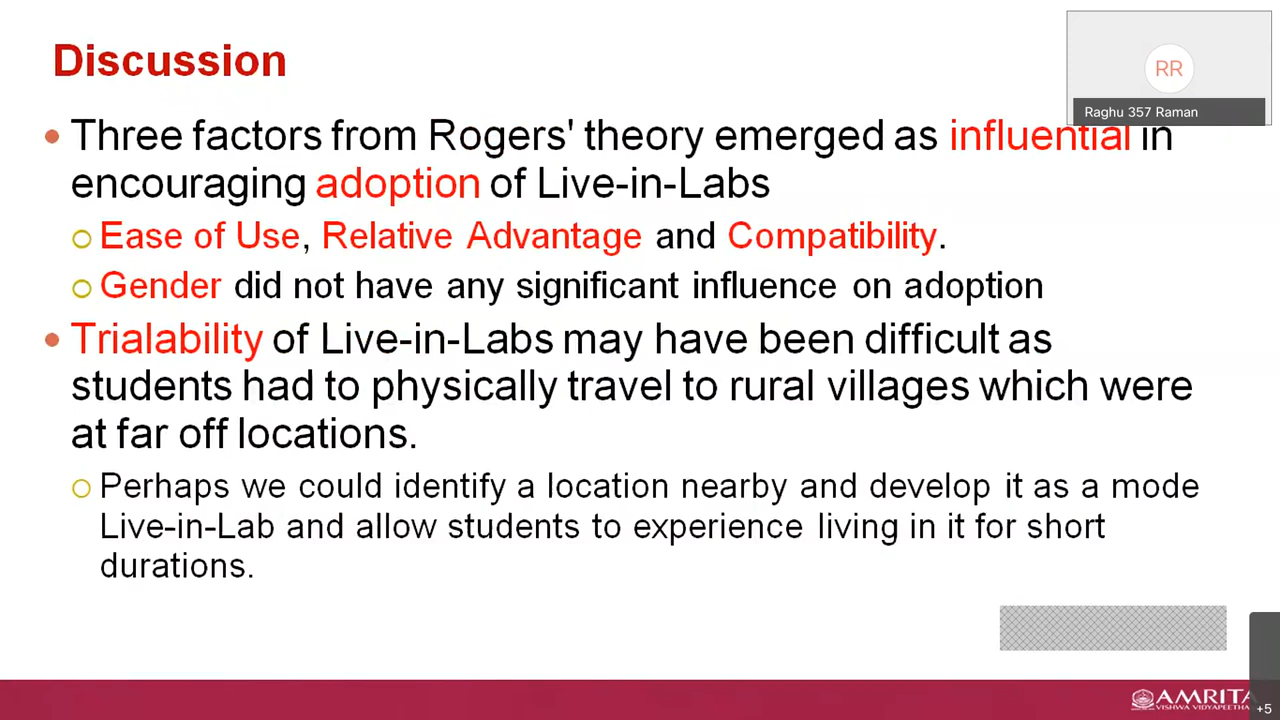 Discussion
RR
Raghu 357 Raman
• Three factors from Rogers' theory emerged as influential in
encouraging adoption of Live-in-Labs
○ Ease of Use, Relative Advantage and Compatibility.
○ Gender did not have any significant influence on adoption
• Trialability of Live-in-Labs may have been difficult as
students had to physically travel to rural villages which were
at far off locations.
○ Perhaps we could identify a location nearby and develop it as a mode
Live-in-Lab and allow students to experience living in it for short
durations.
AMRITA
VISHWA VIDYAPEETHA
+5